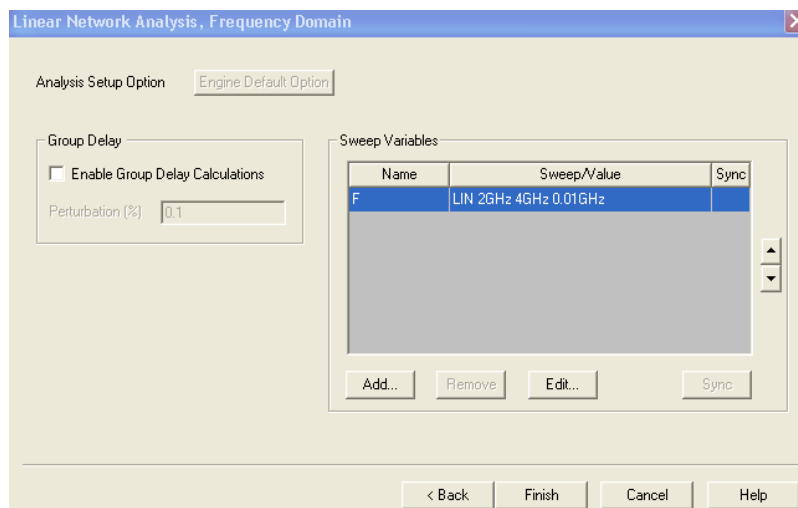 Linear Network Analysis, Frequency Domain
Analysis Setup Option
Engine Default Option
Group Delay
Enable Group Delay Calculations
Perturbation (%)
0.1
Sweep Variables
Name Sweep/Value Sync
F LIN 2GHz 4GHz 0.01GHz
Add... Remove Edit... Sync
< Back Finish Cancel Help